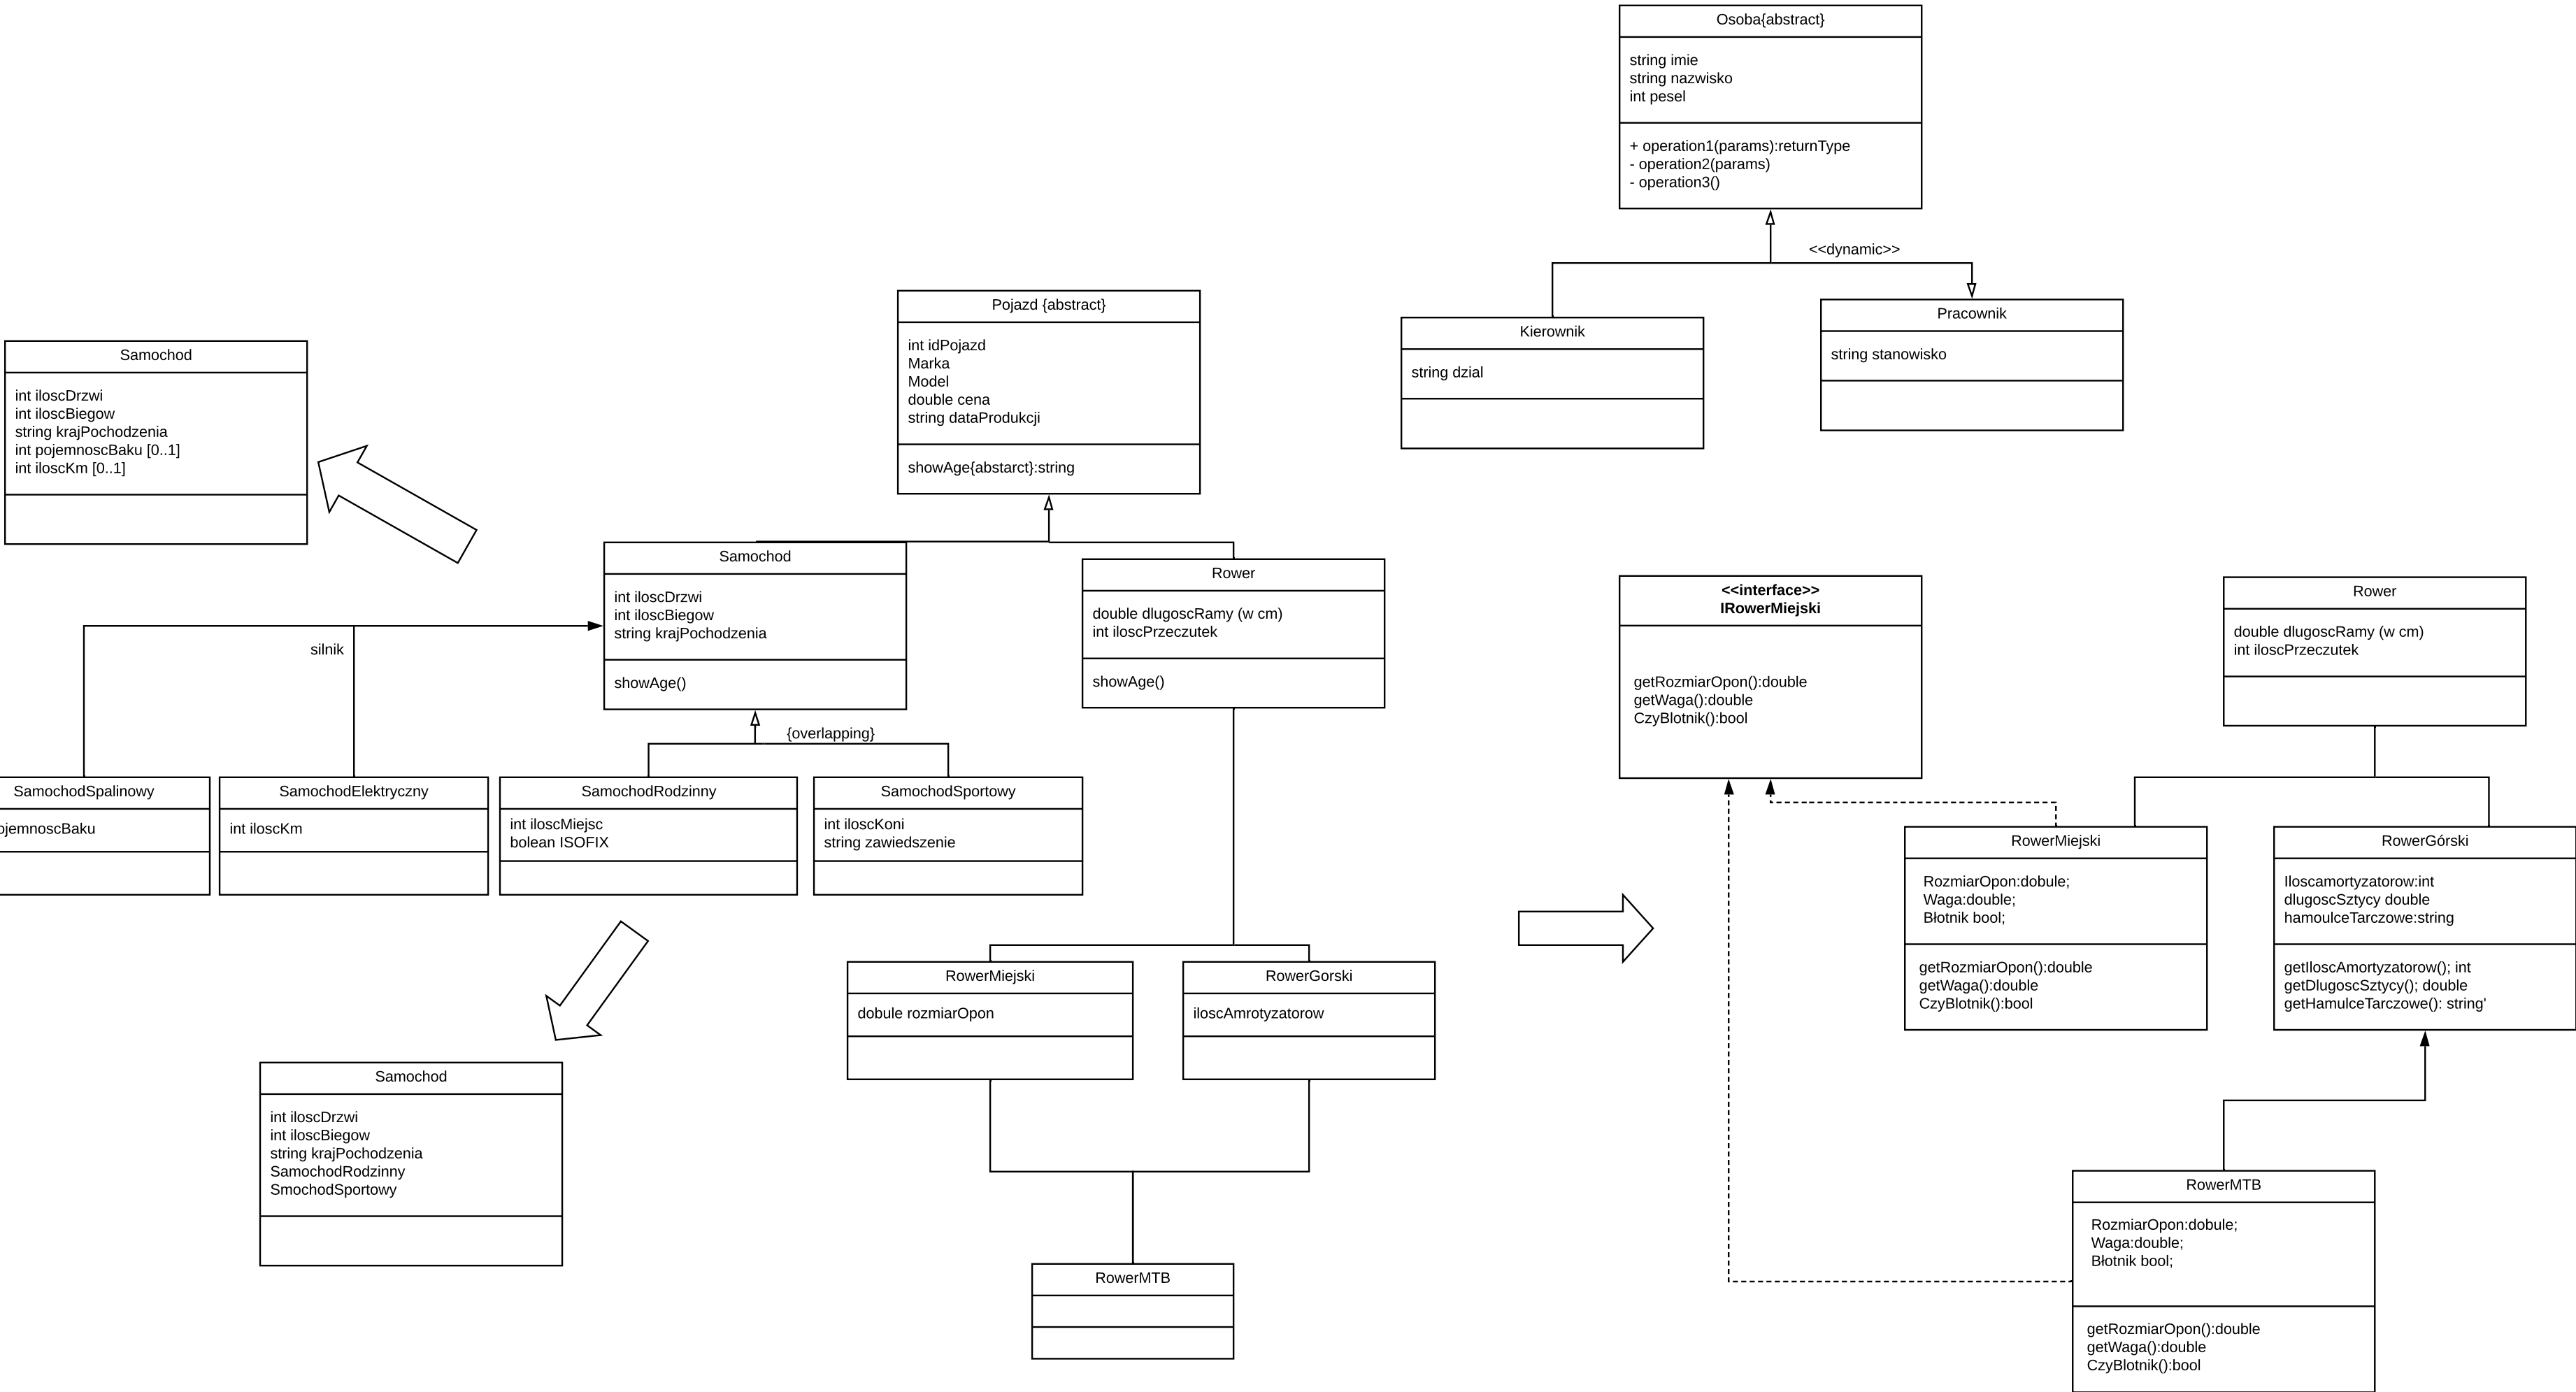 Osoba{abstract}
string imie
string nazwisko
int pesel
+ operation1(params):returnType
- operation2(params)
- operation3()
<<dynamic>>
Kierownik
string dzial
Pracownik
string stanowisko
Pojazd {abstract}
int idPojazd
Marka
Model
double cena
string dataProdukcji
showAge{abstarct}:string
Samochod
int iloscDrzwi
int iloscBiegow
string krajPochodzenia
int pojemnoscBaku [0..1]
int iloscKm [0..1]
Samochod
int iloscDrzwi
int iloscBiegow
string krajPochodzenia
showAge()
Rower
double dlugoscRamy (w cm)
int iloscPrzeczutek
showAge()
silnik
{overlapping}
SamochodSpalinowy
ojemnoscBaku
SamochodElektryczny
int iloscKm
SamochodRodzinny
int iloscMiejsc
bolean ISOFIX
SamochodSportowy
int iloscKoni
string zawiedszenie
Samochod
int iloscDrzwi
int iloscBiegow
string krajPochodzenia
SamochodRodzinny
SmochodSportowy
RowerMiejski
dobule rozmiarOpon
RowerGorski
iloscAmrotyzatorow
RowerMTB
<<interface>>
IRowerMiejski
getRozmiarOpon():double
getWaga():double
CzyBlotnik():bool
Rower
double dlugoscRamy (w cm)
int iloscPrzeczutek
RowerMiejski
RozmiarOpon:dobule;
Waga:double;
Błotnik bool;
getRozmiarOpon():double
getWaga():double
CzyBlotnik():bool
RowerGórski
Iloscamortyzatorow:int
dlugoscSztycy double
hamoulceTarczowe:string
getIloscAmortyzatorow(); int
getDlugoscSztycy(); double
getHamulceTarczowe(): string'
RowerMTB
RozmiarOpon:dobule;
Waga:double;
Błotnik bool;
getRozmiarOpon():double
getWaga():double
CzyBlotnik():bool